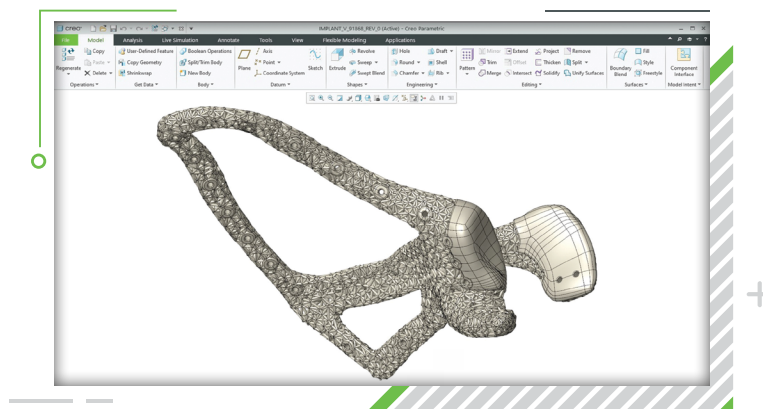 creo IMPLANT_V_91868_REV_5 (Active) - Creo Parametric
File Model Analysis Live Simulation Annotate Tools View Flexible Modeling Applications
Copy User-Defined Feature Boolean Operations Axis Revolve Hole Draft Mirror Extend Project Remove Fill
Regenerate Paste Copy Geometry Split/Trim Body Plane Point Sketch Extrude Sweep Round Shell Pattern Trim Offset Thicken Split Boundary Blend Style Component Interface
Delete Shrinkwrap New Body Coordinate System Swept Blend Chamfer Rib Merge Intersect Solidify Unify Surfaces Freestyle
Operations Get Data Body Datum Shapes Engineering Editing Surfaces Model Intent